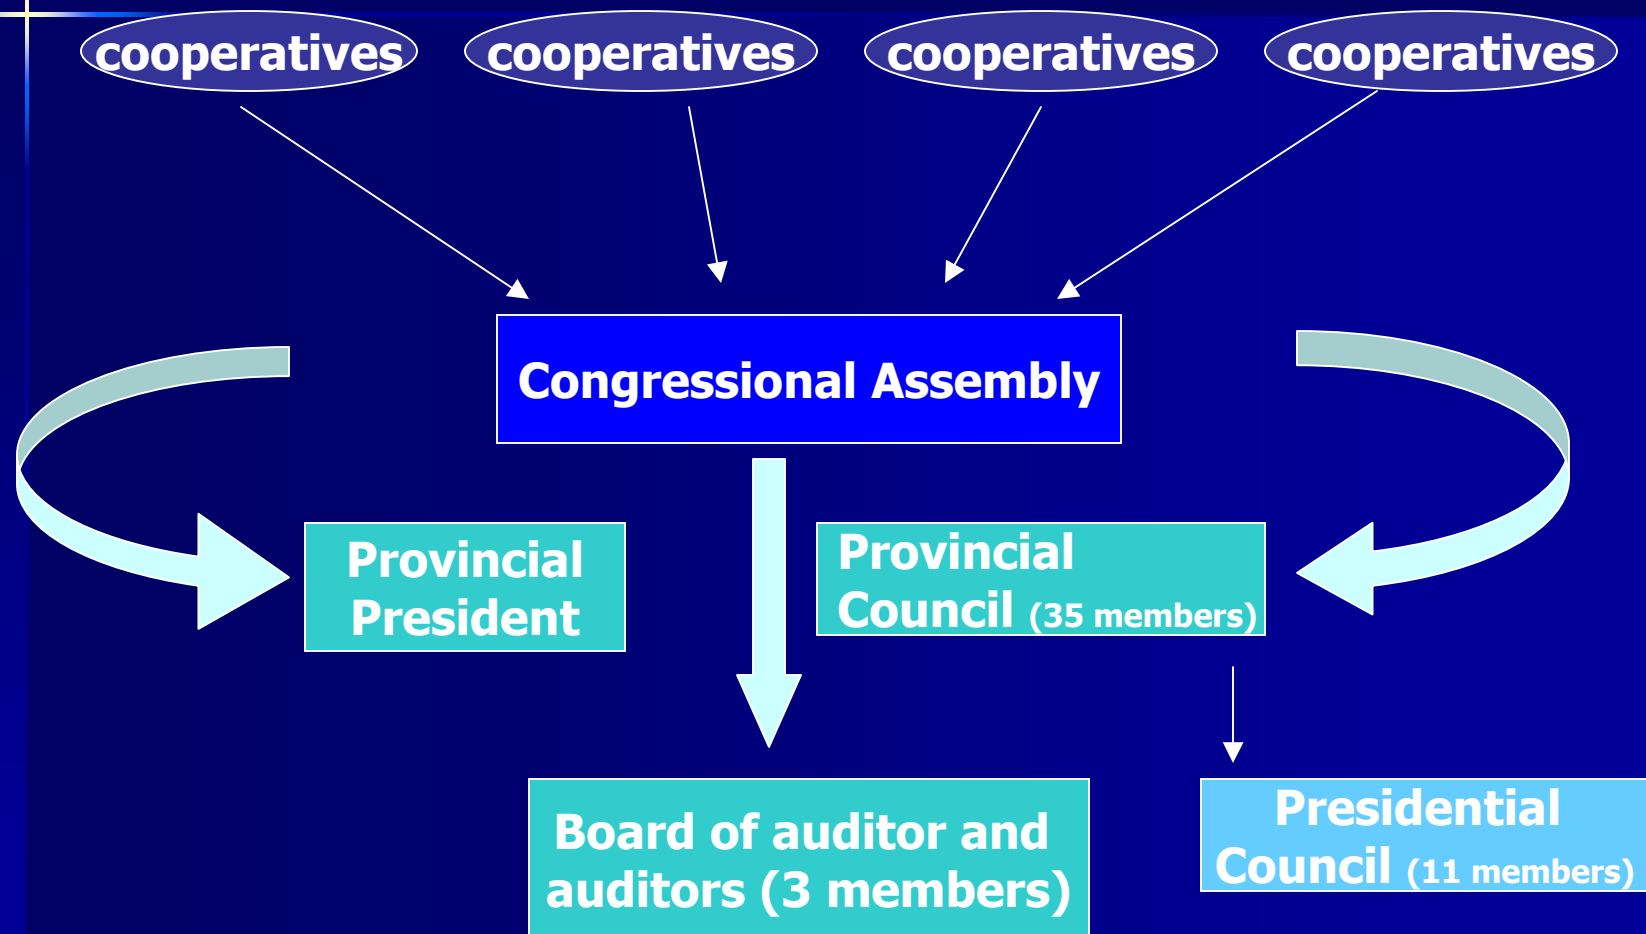 cooperatives
cooperatives
cooperatives
cooperatives
Congressional Assembly
Provincial
President
Provincial
Council (35 members)
Board of auditor and
auditors (3 members)
Presidential
Council (11 members)